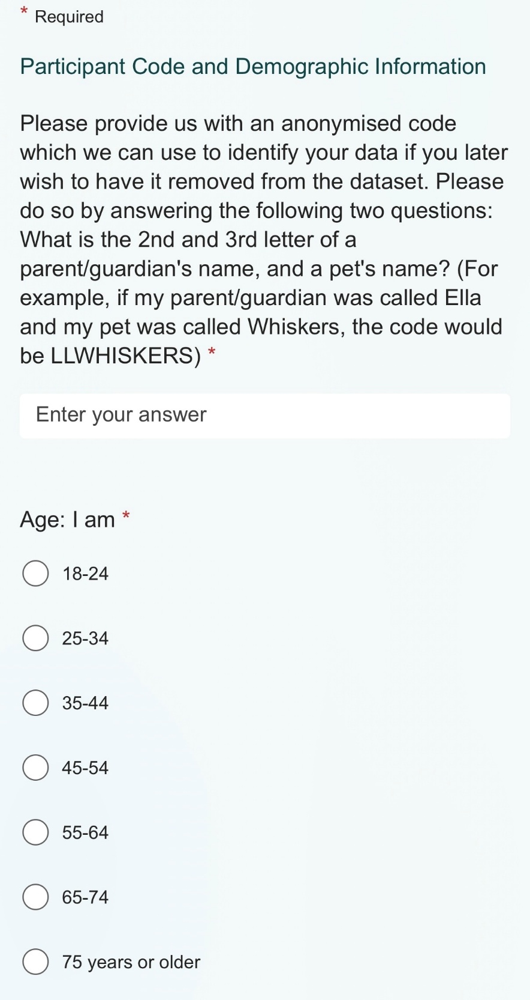 * Required
Participant Code and Demographic Information
Please provide us with an anonymised code
which we can use to identify your data if you later
wish to have it removed from the dataset. Please
do so by answering the following two questions:
What is the 2nd and 3rd letter of a
parent/guardian's name, and a pet's name? (For
example, if my parent/guardian was called Ella
and my pet was called Whiskers, the code would
be LLWHISKERS) *
Enter your answer
Age: I am *
18-24
25-34
35-44
45-54
55-64
65-74
75 years or older